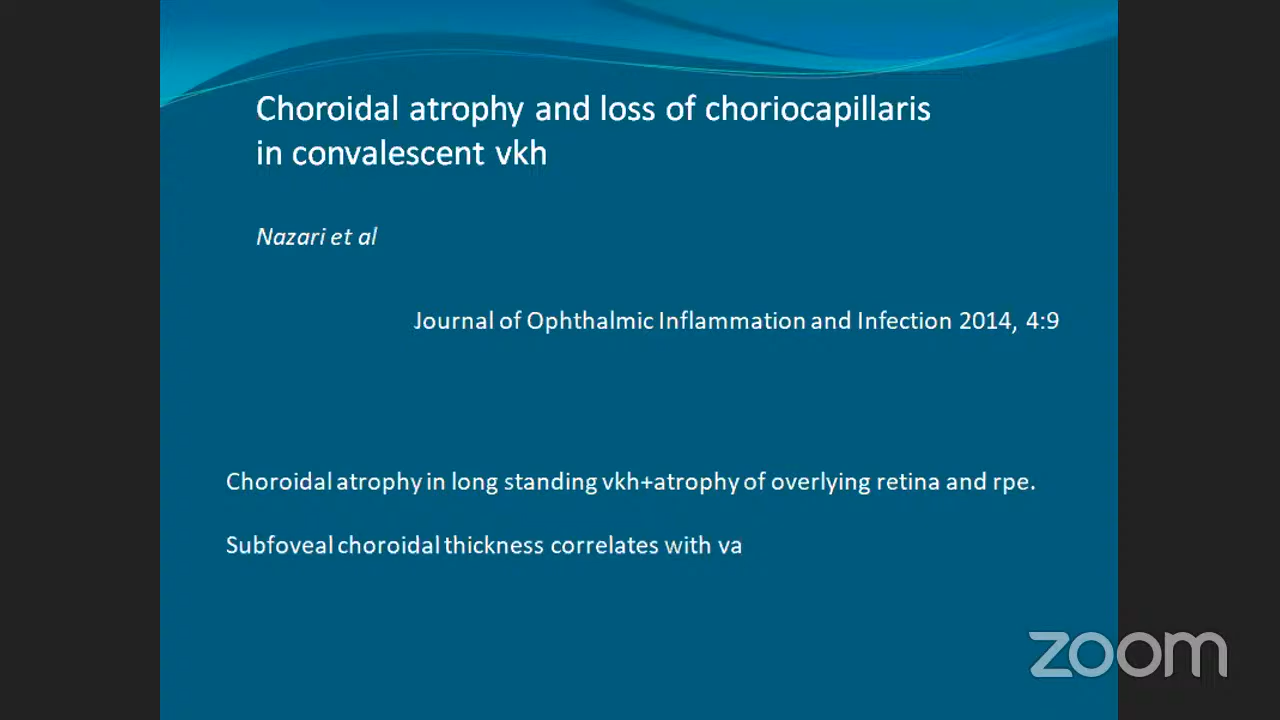 Choroidal atrophy and loss of choriocapillaris
in convalescent vkh
Nazari et al
Journal of Ophthalmic Inflammation and Infection 2014, 4:9
Choroidal atrophy in long standing vkh+atrophy of overlying retina and rpe.
Subfoveal choroidal thickness correlates with va
zoom